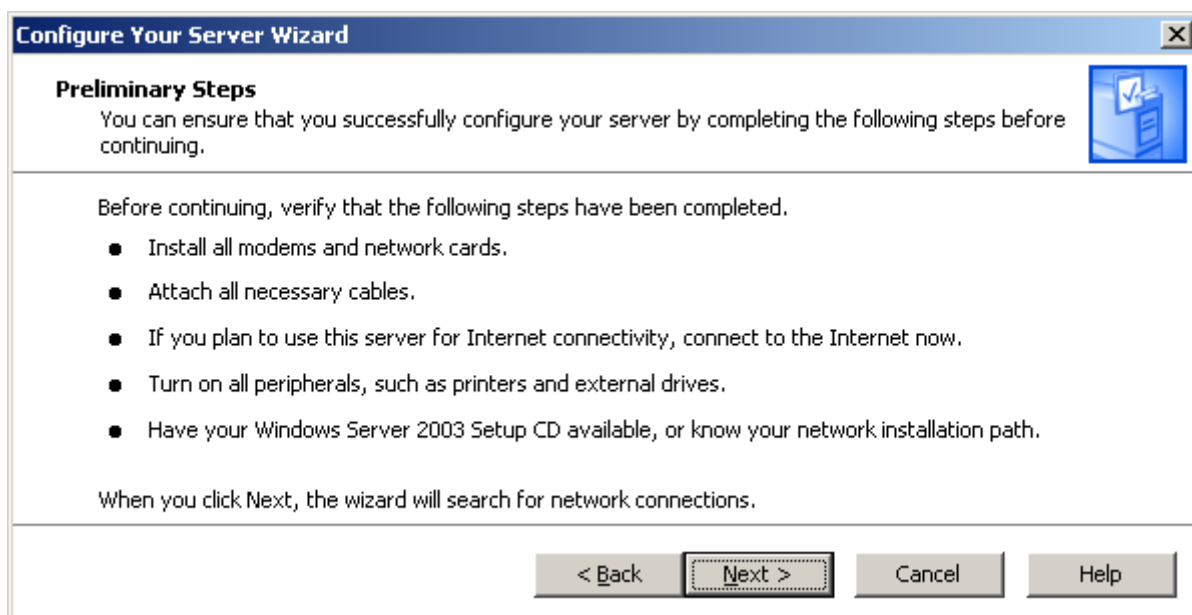 Configure Your Server Wizard
Preliminary Steps
You can ensure that you successfully configure your server by completing the following steps before
continuing.
Before continuing, verify that the following steps have been completed.
● Install all modems and network cards.
● Attach all necessary cables.
● If you plan to use this server for Internet connectivity, connect to the Internet now.
● Turn on all peripherals, such as printers and external drives.
● Have your Windows Server 2003 Setup CD available, or know your network installation path.
When you click Next, the wizard will search for network connections.
< Back Next > Cancel Help